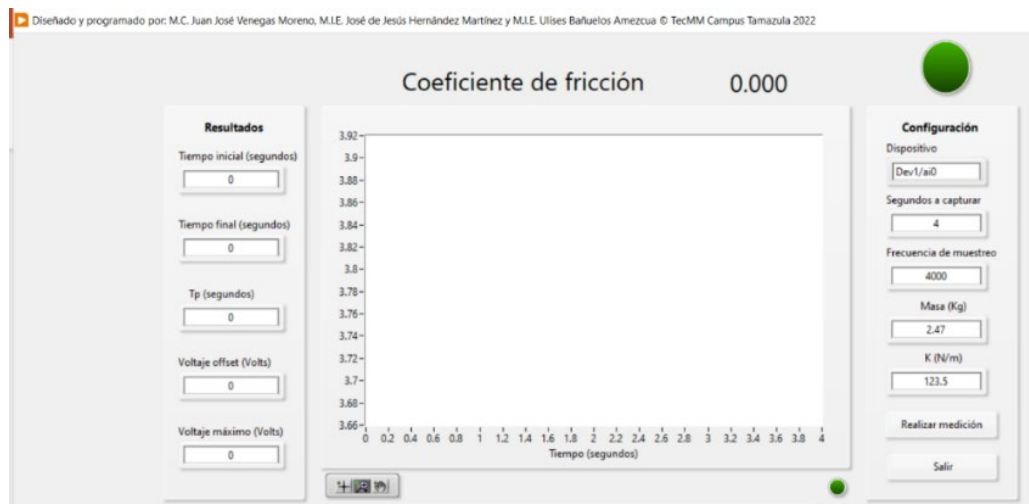 Diseñado y programado por: M.C. Juan José Venegas Moreno, M.I.E. José de Jesús Hernández Martínez y M.I.E. Ulises Bañuelos Amezcua © TecMM Campus Tamazula 2022
Coeficiente de fricción 0.000
Resultados
Tiempo inicial (segundos)
0
Tiempo final (segundos)
0
Tp (segundos)
0
Voltaje offset (Volts)
0
Voltaje máximo (Volts)
0
3.92
3.9
3.88
3.86
3.84
3.82
3.8
3.78
3.76
3.74
3.72
3.7
3.68
3.66
0 0.2 0.4 0.6 0.8 1 1.2 1.4 1.6 1.8 2 2.2 2.4 2.6 2.8 3 3.2 3.4 3.6 3.8 4
Tiempo (segundos)
Configuración
Dispositivo
Dev1/ai0
Segundos a capturar
4
Frecuencia de muestreo
4000
Masa (Kg)
2.47
K (N/m)
123.5
Realizar medición
Salir